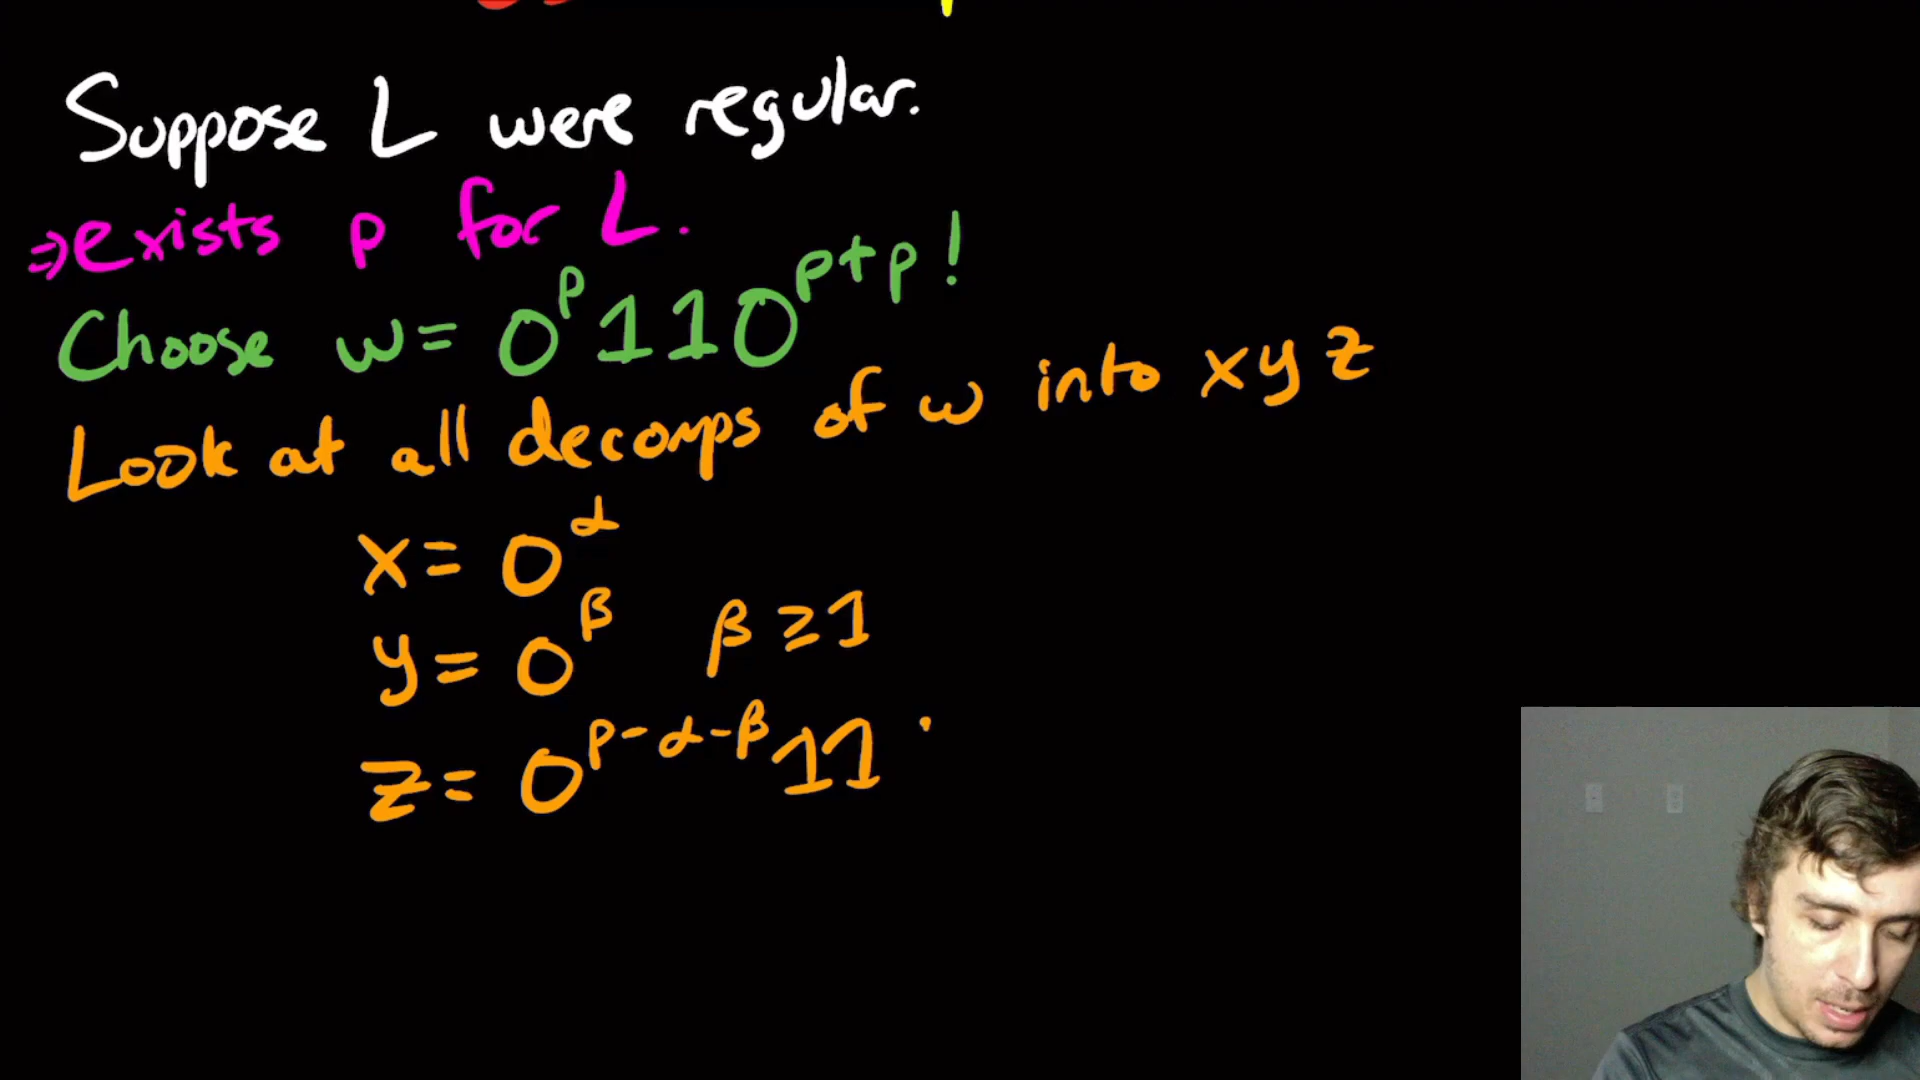 Suppose L were regular.
⇒ exists p for L.
Choose w = 0^p 110^{p+p!}
Look at all decomps of w into xyz
x = 0^α
y = 0^β β ≥ 1
z = 0^{p-α-β} 11